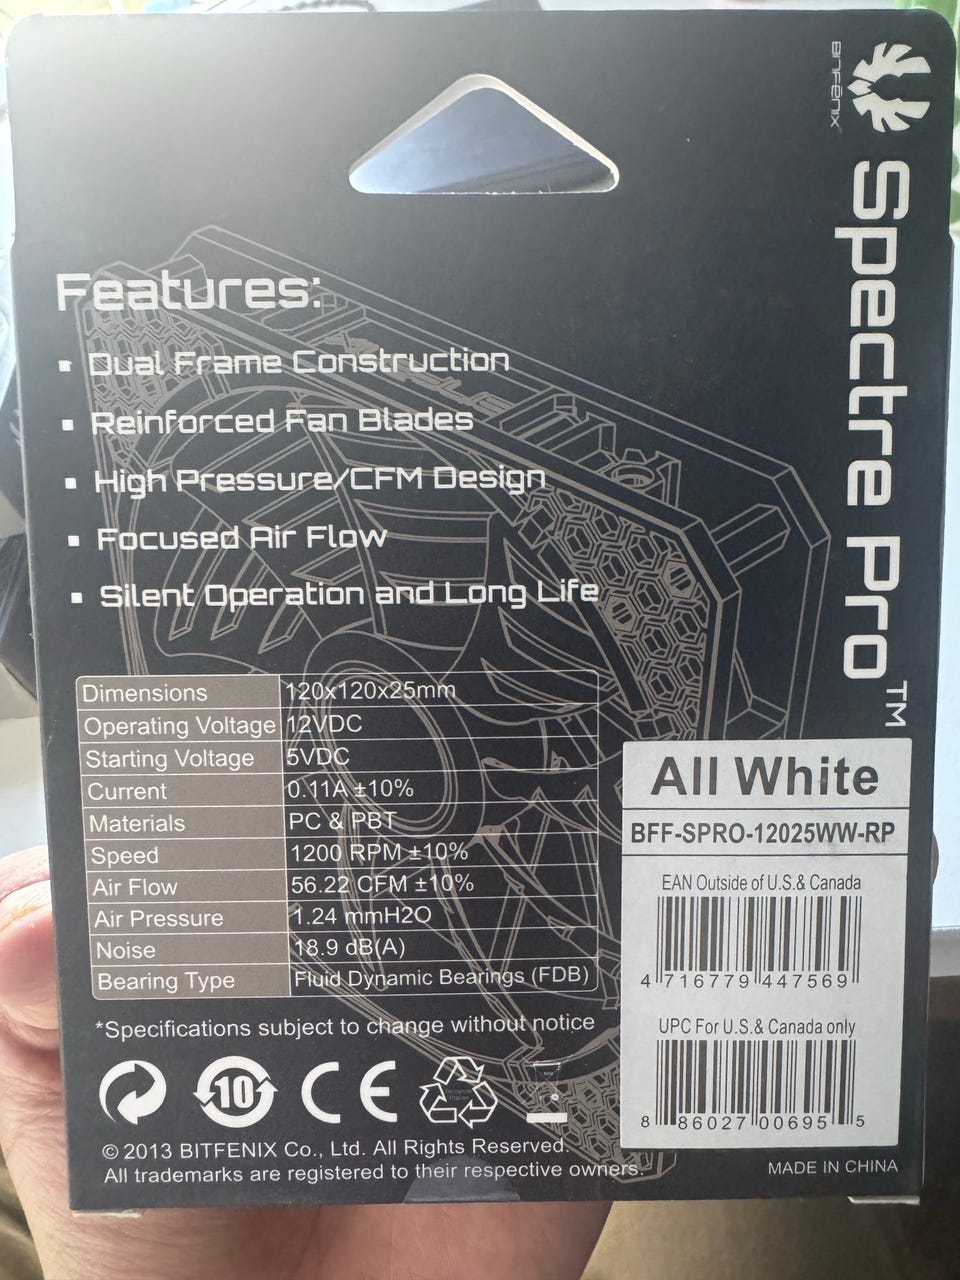 BITFENIX
Spectre Pro™
Features:
▪ Dual Frame Construction
▪ Reinforced Fan Blades
▪ High Pressure/CFM Design
▪ Focused Air Flow
▪ Silent Operation and Long Life
Dimensions 120x120x25mm
Operating Voltage 12VDC
Starting Voltage 5VDC
Current 0.11A ±10%
Materials PC & PBT
Speed 1200 RPM ±10%
Air Flow 56.22 CFM ±10%
Air Pressure 1.24 mmH2O
Noise 18.9 dB(A)
Bearing Type Fluid Dynamic Bearings (FDB)
*Specifications subject to change without notice
10
CE
© 2013 BITFENIX Co., Ltd. All Rights Reserved.
All trademarks are registered to their respective owners.
All White
BFF-SPRO-12025WW-RP
EAN Outside of U.S.& Canada
4 716779 447569
UPC For U.S.& Canada only
8 86027 00695 5
MADE IN CHINA